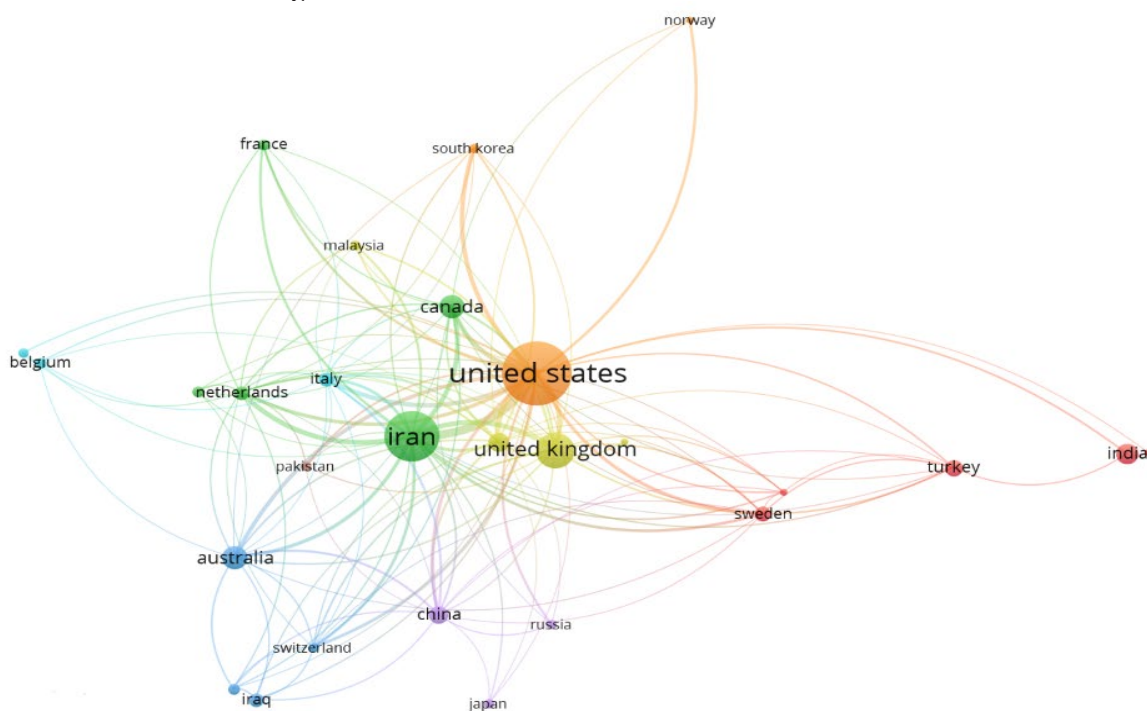 norway
france
south korea
malaysia
canada
belgium
united states
italy
netherlands
iran
united kingdom
india
pakistan
turkey
sweden
australia
china
russia
switzerland
iraq
japan